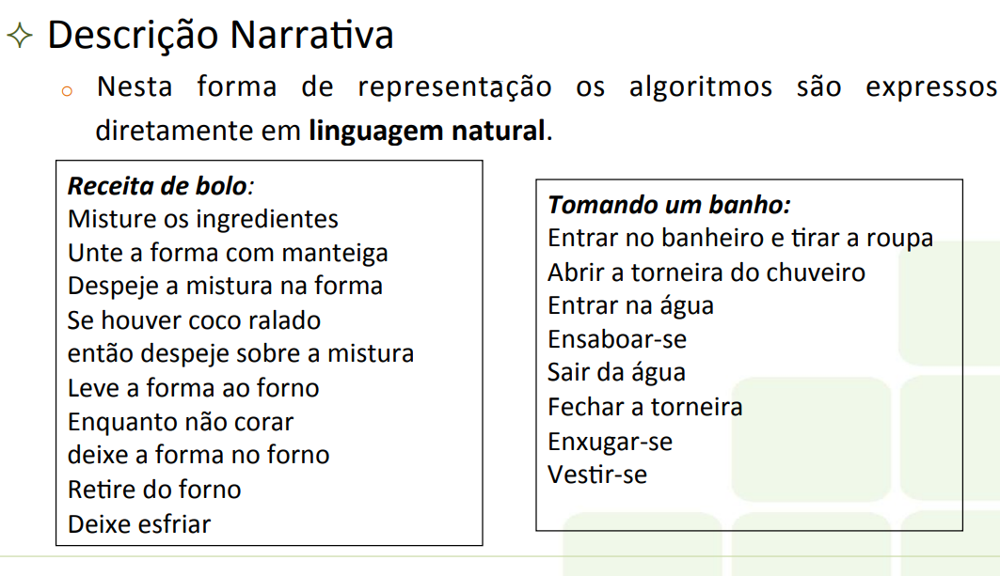 Descrição Narrativa
Nesta forma de representação os algoritmos são expressos
diretamente em linguagem natural.
Receita de bolo:
Misture os ingredientes
Unte a forma com manteiga
Despeje a mistura na forma
Se houver coco ralado
então despeje sobre a mistura
Leve a forma ao forno
Enquanto não corar
deixe a forma no forno
Retire do forno
Deixe esfriar
Tomando um banho:
Entrar no banheiro e tirar a roupa
Abrir a torneira do chuveiro
Entrar na água
Ensaboar-se
Sair da água
Fechar a torneira
Enxugar-se
Vestir-se